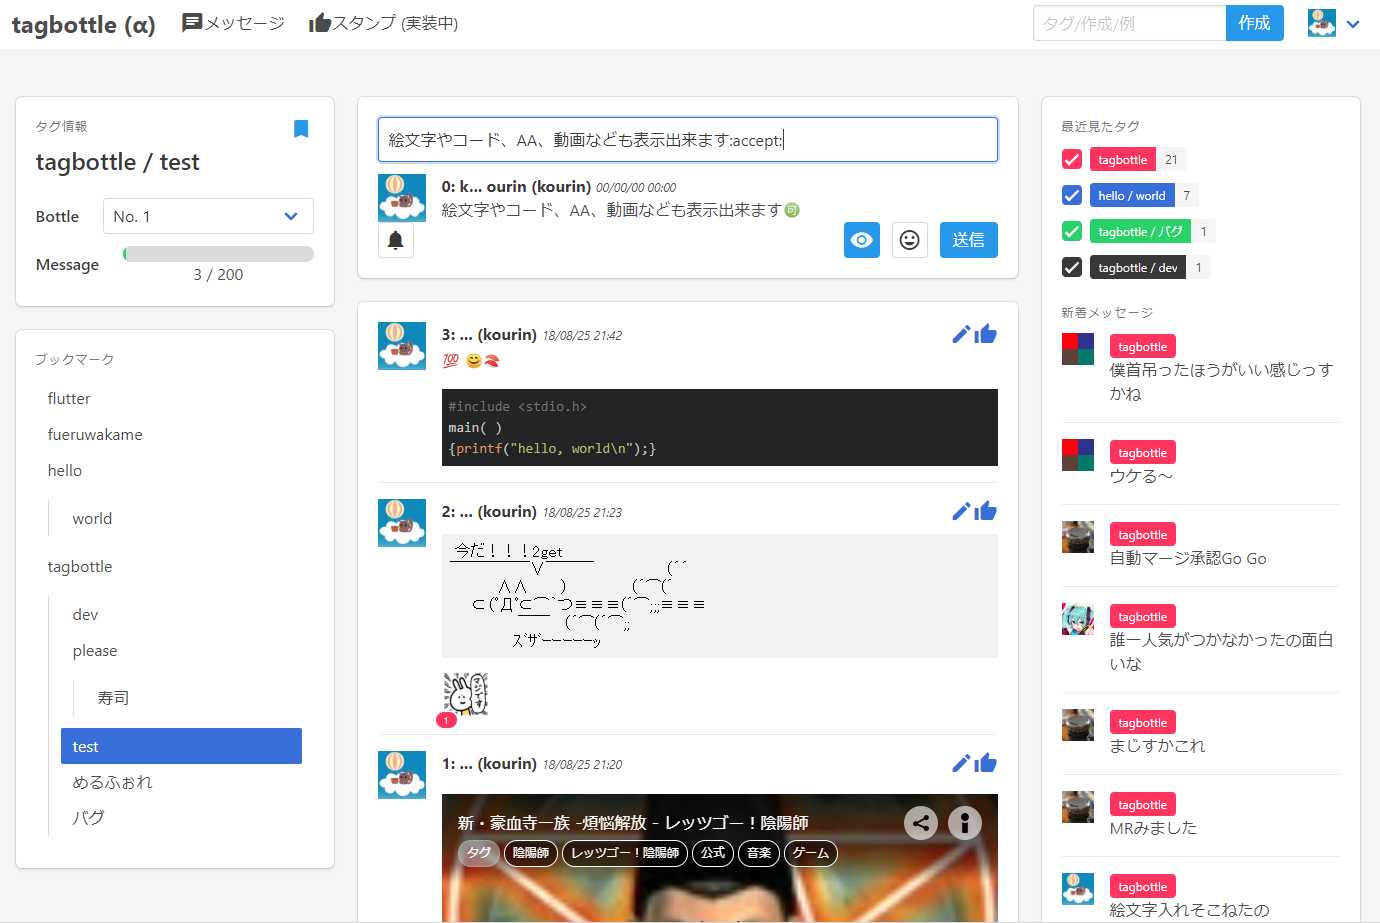 tagbottle (α)
メッセージ
スタンプ (実装中)
タグ/作成/例
作成
タグ情報
tagbottle / test
Bottle
No. 1
Message
3 / 200
ブックマーク
flutter
fueruwakame
hello
world
tagbottle
dev
please
寿司
test
めるふぉれ
バグ
絵文字やコード、AA、動画なども表示出来ます:accept:
0: k... ourin (kourin) 00/00/00 00:00
絵文字やコード、AA、動画なども表示出来ます🉑
送信
3: ... (kourin) 18/08/25 21:42
💯 😊
#include <stdio.h>
main( )
{printf("hello, world\n");}
2: ... (kourin) 18/08/25 21:23
今だ！！！2get
ｽﾞｻﾞｰｰｰｰｰｯ
マジです
1
1: ... (kourin) 18/08/25 21:20
新・豪血寺一族 -煩悩解放 - レッツゴー！陰陽師
タグ 陰陽師 レッツゴー！陰陽師 公式 音楽 ゲーム
最近見たタグ
tagbottle 21
hello / world 7
tagbottle / バグ 1
tagbottle / dev 1
新着メッセージ
tagbottle
僕首吊ったほうがいい感じっす
かね
tagbottle
ウケる～
tagbottle
自動マージ承認Go Go
tagbottle
誰一人気がつかなかったの面白
いな
tagbottle
まじすかこれ
tagbottle
MRみました
tagbottle
絵文字入れそこねたの